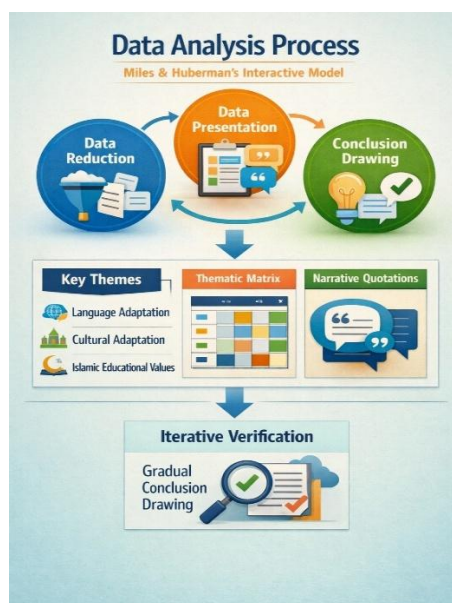 Data Analysis Process
Miles & Huberman's Interactive Model
Data
Reduction
Data
Presentation
Conclusion
Drawing
Key Themes
Language Adaptation
Cultural Adaptation
Islamic Educational Values
Thematic Matrix
Narrative Quotations
Iterative Verification
Gradual
Conclusion
Drawing